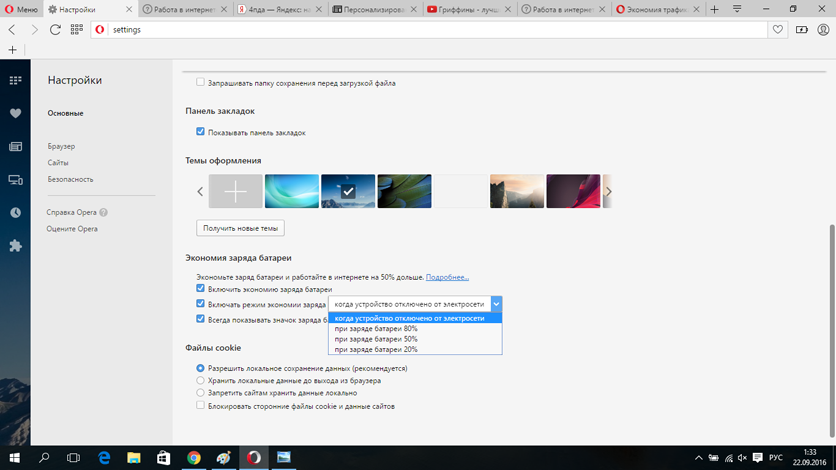 Меню
Настройки
Работа в интернет
4пда — Яндекс: на
Персонализирова
Гриффины - лучш
Работа в интернет
Экономия трафик
settings
Настройки
Основные
Браузер
Сайты
Безопасность
Справка Opera
Оцените Opera
Запрашивать папку сохранения перед загрузкой файла
Панель закладок
Показывать панель закладок
Темы оформления
Получить новые темы
Экономия заряда батареи
Экономьте заряд батареи и работайте в интернете на 50% дольше. Подробнее...
Включить экономию заряда батареи
Включать режим экономии заряда когда устройство отключено от электросети
когда устройство отключено от электросети
Всегда показывать значок заряда б
при заряде батареи 80%
при заряде батареи 50%
при заряде батареи 20%
Файлы cookie
Разрешить локальное сохранение данных (рекомендуется)
Хранить локальные данные до выхода из браузера
Запретить сайтам хранить данные локально
Блокировать сторонние файлы cookie и данные сайтов
РУС
1:33
22.09.2016